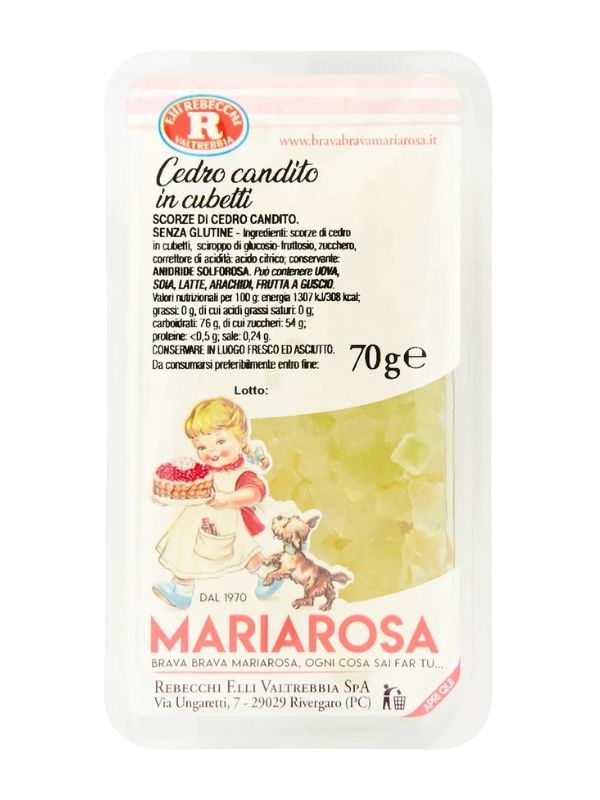 F.lli REBECCHI
R
VALTREBBIA
www.bravabravamariarosa.it
Cedro candito
in cubetti
SCORZE DI CEDRO CANDITO.
SENZA GLUTINE - Ingredienti: scorze di cedro
in cubetti, sciroppo di glucosio-fruttosio, zucchero,
correttore di acidità: acido citrico; conservante:
ANIDRIDE SOLFOROSA. Può contenere UOVA,
SOIA, LATTE, ARACHIDI, FRUTTA A GUSCIO.
Valori nutrizionali per 100 g: energia 1307 kJ/308 kcal;
grassi: 0 g, di cui acidi grassi saturi: 0 g;
carboidrati: 76 g, di cui zuccheri: 54 g;
proteine: <0,5 g; sale: 0,24 g.
CONSERVARE IN LUOGO FRESCO ED ASCIUTTO.
Da consumarsi preferibilmente entro fine:
70g℮
Lotto:
DAL 1970
MARIAROSA
BRAVA BRAVA MARIAROSA, OGNI COSA SAI FAR TU...
REBECCHI F.LLI VALTREBBIA SPA
Via Ungaretti, 7 - 29029 Rivergaro (PC)
APRI QUI